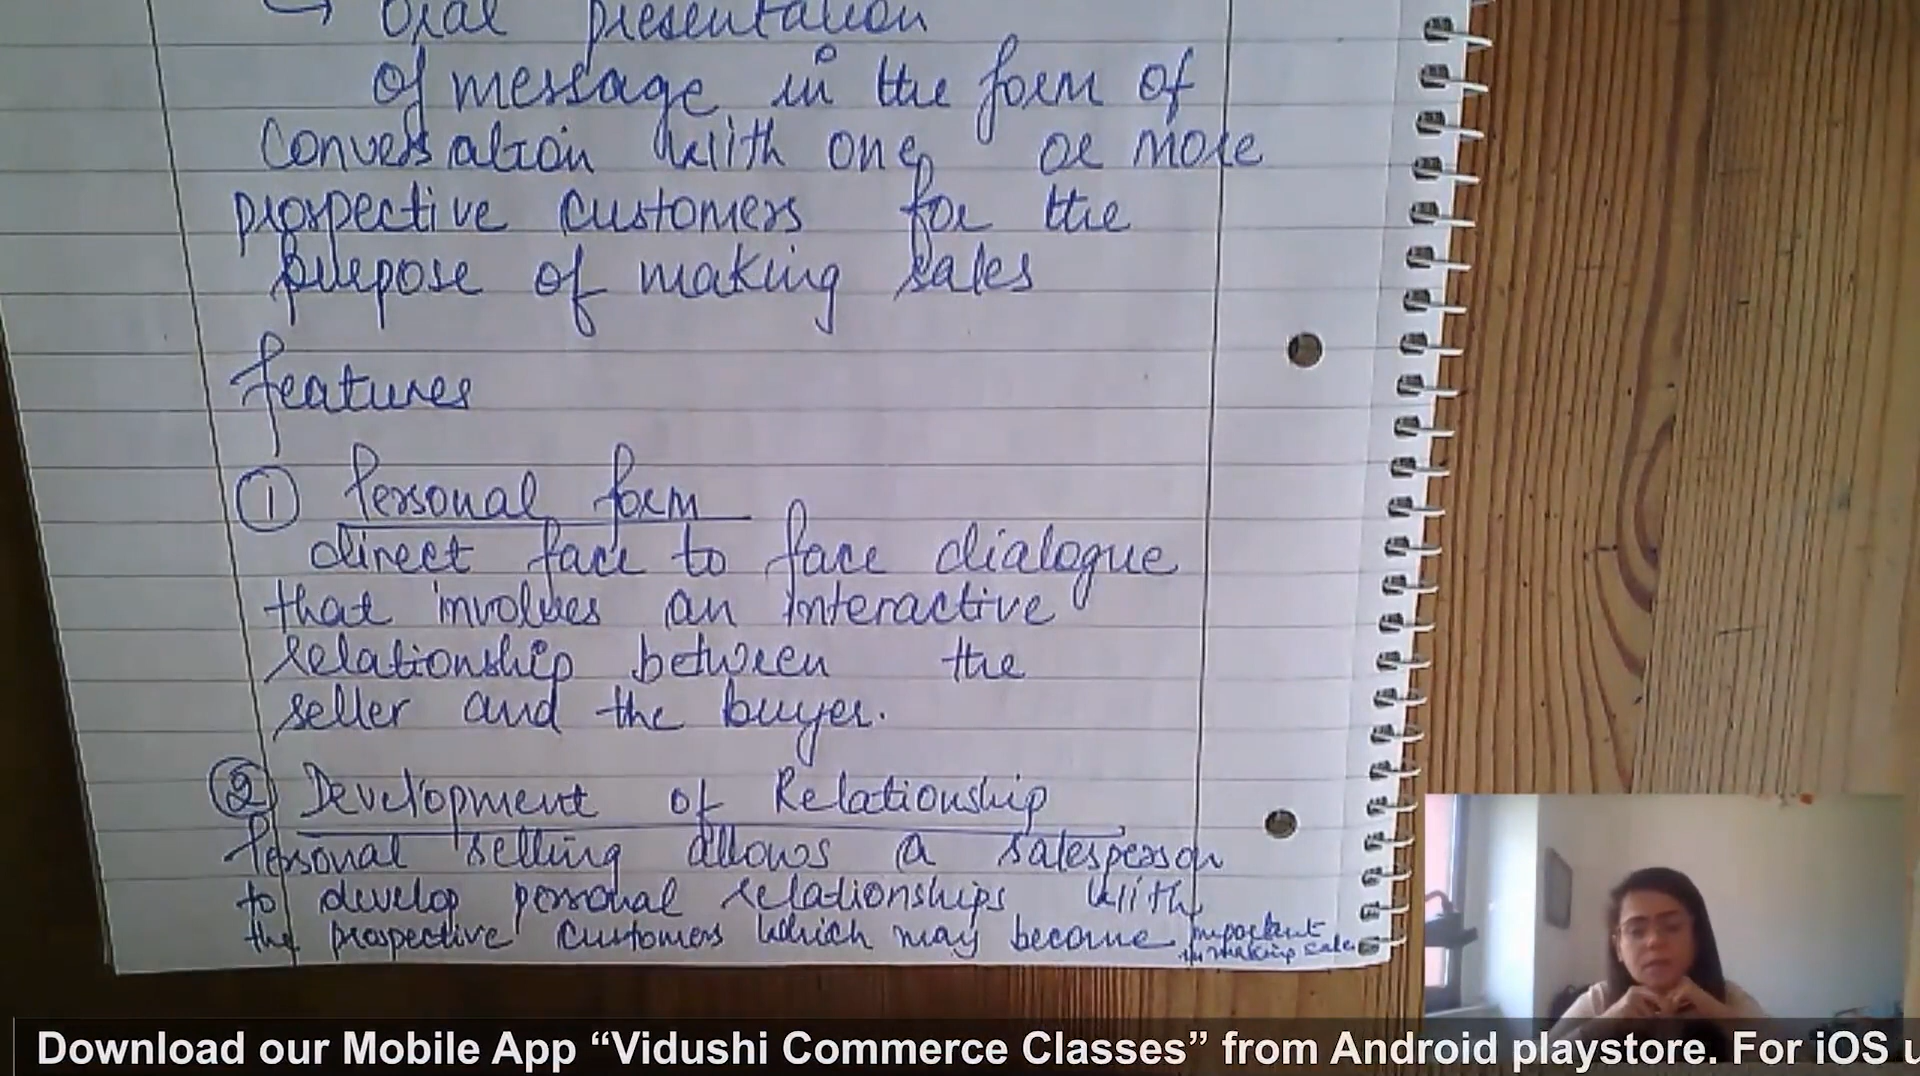 → Oral presentation
of message in the form of
Conversation with one or more
prospective customers for the
purpose of making sales
features
① Personal form
direct face to face dialogue
that involves an interactive
relationship between the
seller and the buyer.
② Development of Relationship
Personal selling allows a salesperson
to develop personal relationships with
the prospective customers which may become important
in making sales
Download our Mobile App “Vidushi Commerce Classes” from Android playstore. For iOS u